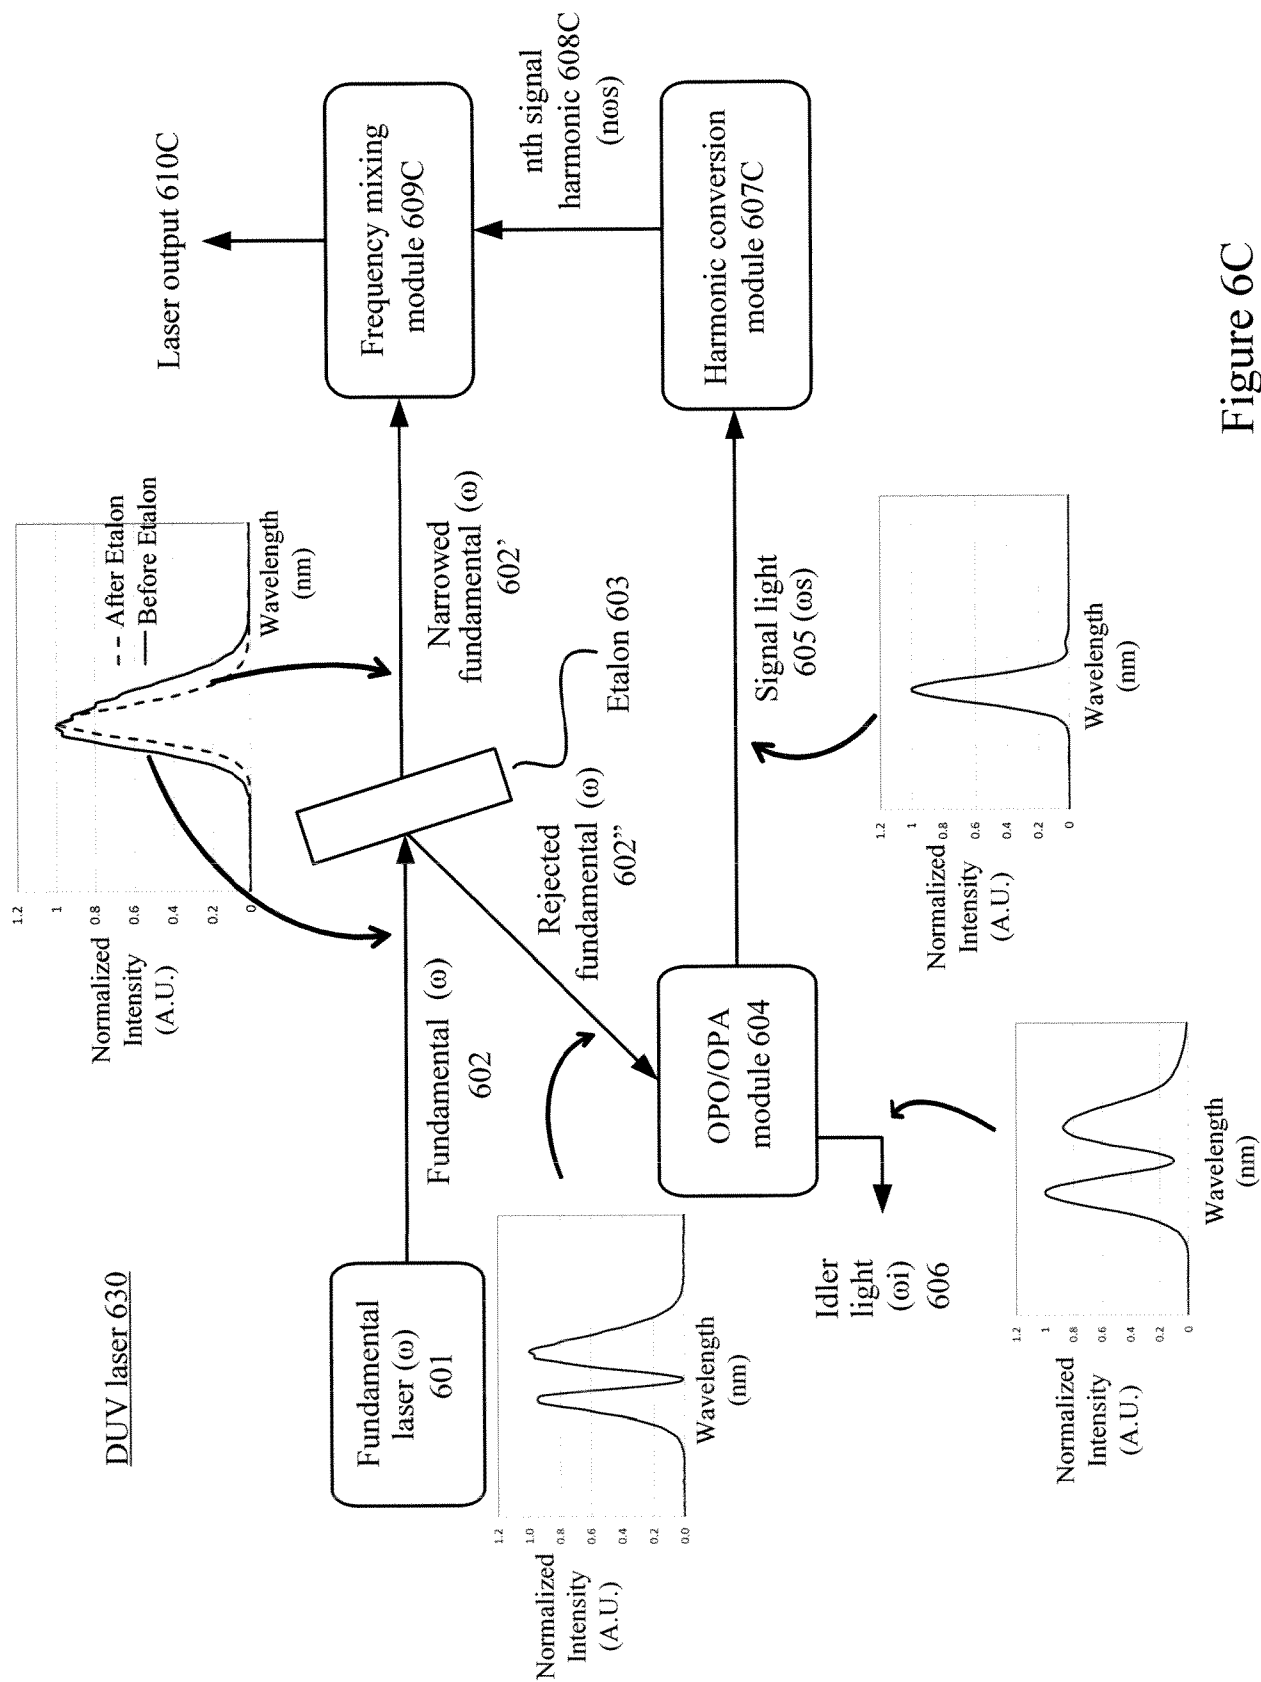 DUV laser 630
Normalized
Intensity
(A.U.)
1.2
1
0.8
0.6
0.4
0.2
0
After Etalon
Before Etalon
Wavelength
(nm)
Laser output 610C
Fundamental
laser (ω)
601
Fundamental (ω)
602
Narrowed
fundamental (ω)
602’
Frequency mixing
module 609C
nth signal
harmonic 608C
(nωs)
Etalon 603
Rejected
fundamental (ω)
602”
Normalized
Intensity
(A.U.)
1.2
1.0
0.8
0.6
0.4
0.2
0.0
Wavelength
(nm)
OPO/OPA
module 604
Signal light
605 (ωs)
Harmonic conversion
module 607C
Idler
light
(ωi)
606
Normalized
Intensity
(A.U.)
1.2
1
0.8
0.6
0.4
0.2
0
Wavelength
(nm)
Normalized
Intensity
(A.U.)
1.2
1
0.8
0.6
0.4
0.2
0
Wavelength
(nm)
Figure 6C